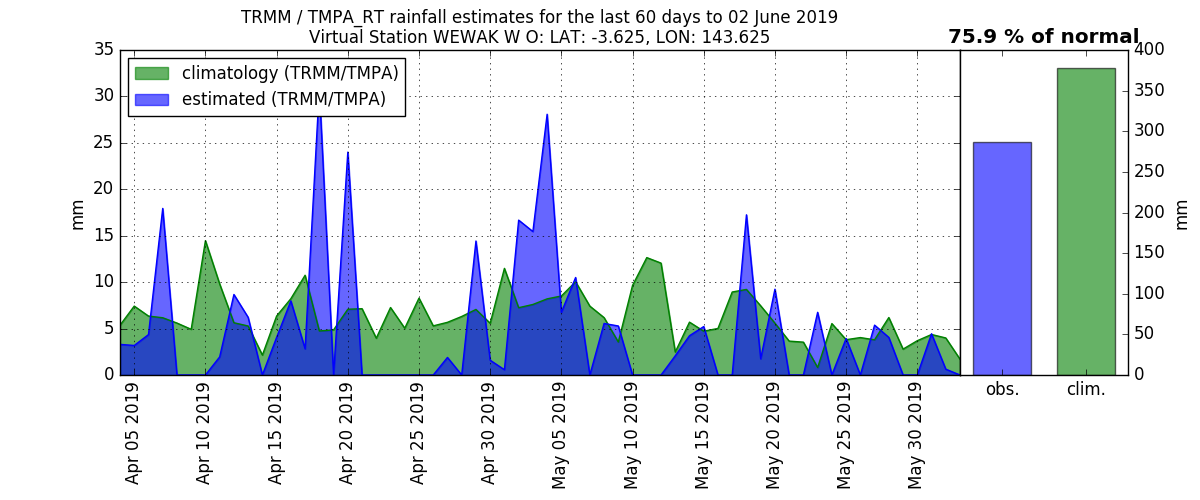 TRMM / TMPA_RT rainfall estimates for the last 60 days to 02 June 2019
Virtual Station WEWAK W O: LAT: -3.625, LON: 143.625
75.9 % of normal
climatology (TRMM/TMPA)
estimated (TRMM/TMPA)
35
30
25
20
15
10
5
0
mm
Apr 05 2019
Apr 10 2019
Apr 15 2019
Apr 20 2019
Apr 25 2019
Apr 30 2019
May 05 2019
May 10 2019
May 15 2019
May 20 2019
May 25 2019
May 30 2019
400
350
300
250
200
150
100
50
0
mm
obs.
clim.